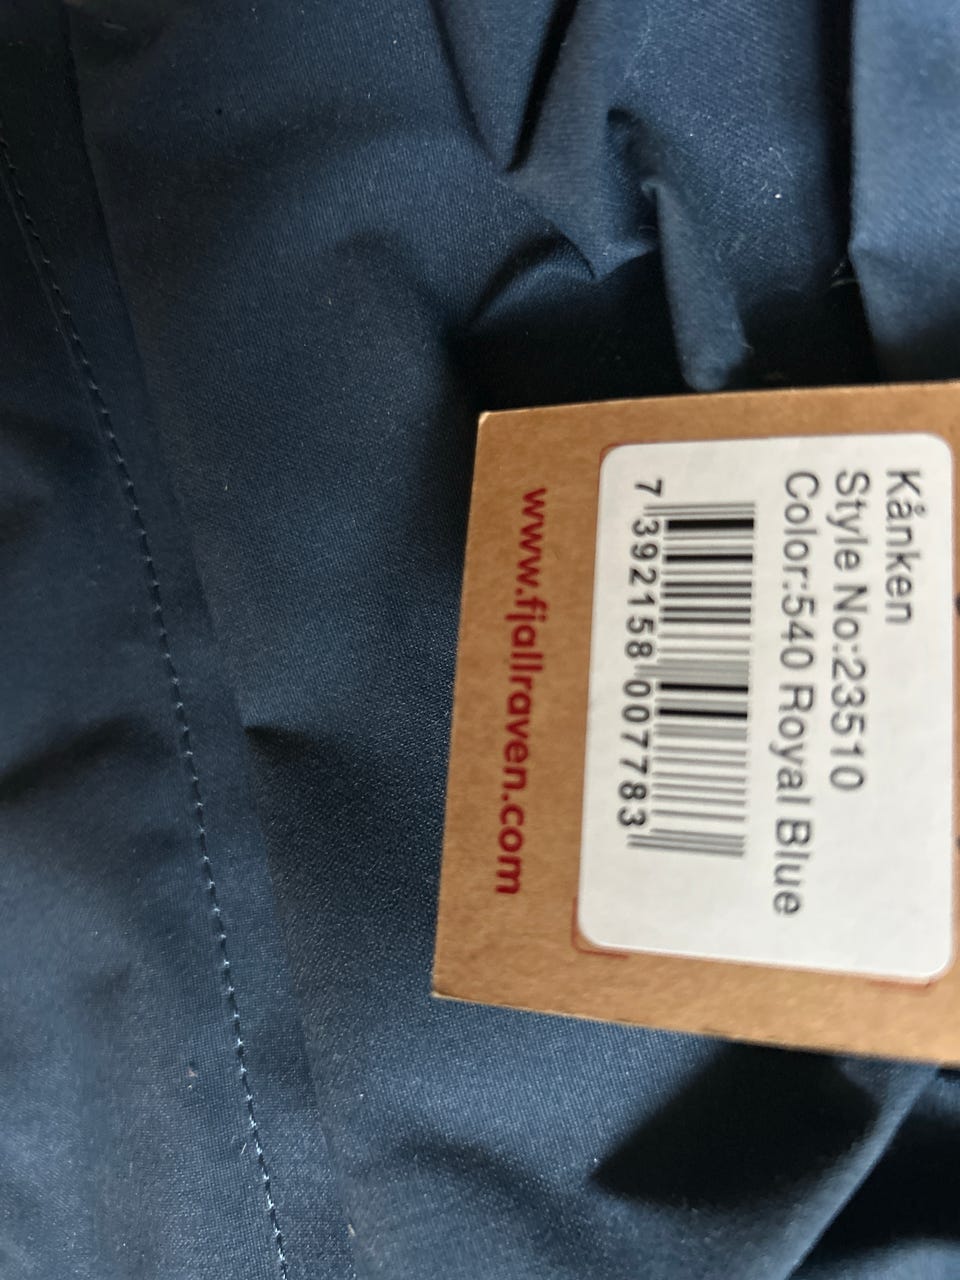 Kånken
Style No:23510
Color:540 Royal Blue
7 392158 007783
www.fjallraven.com